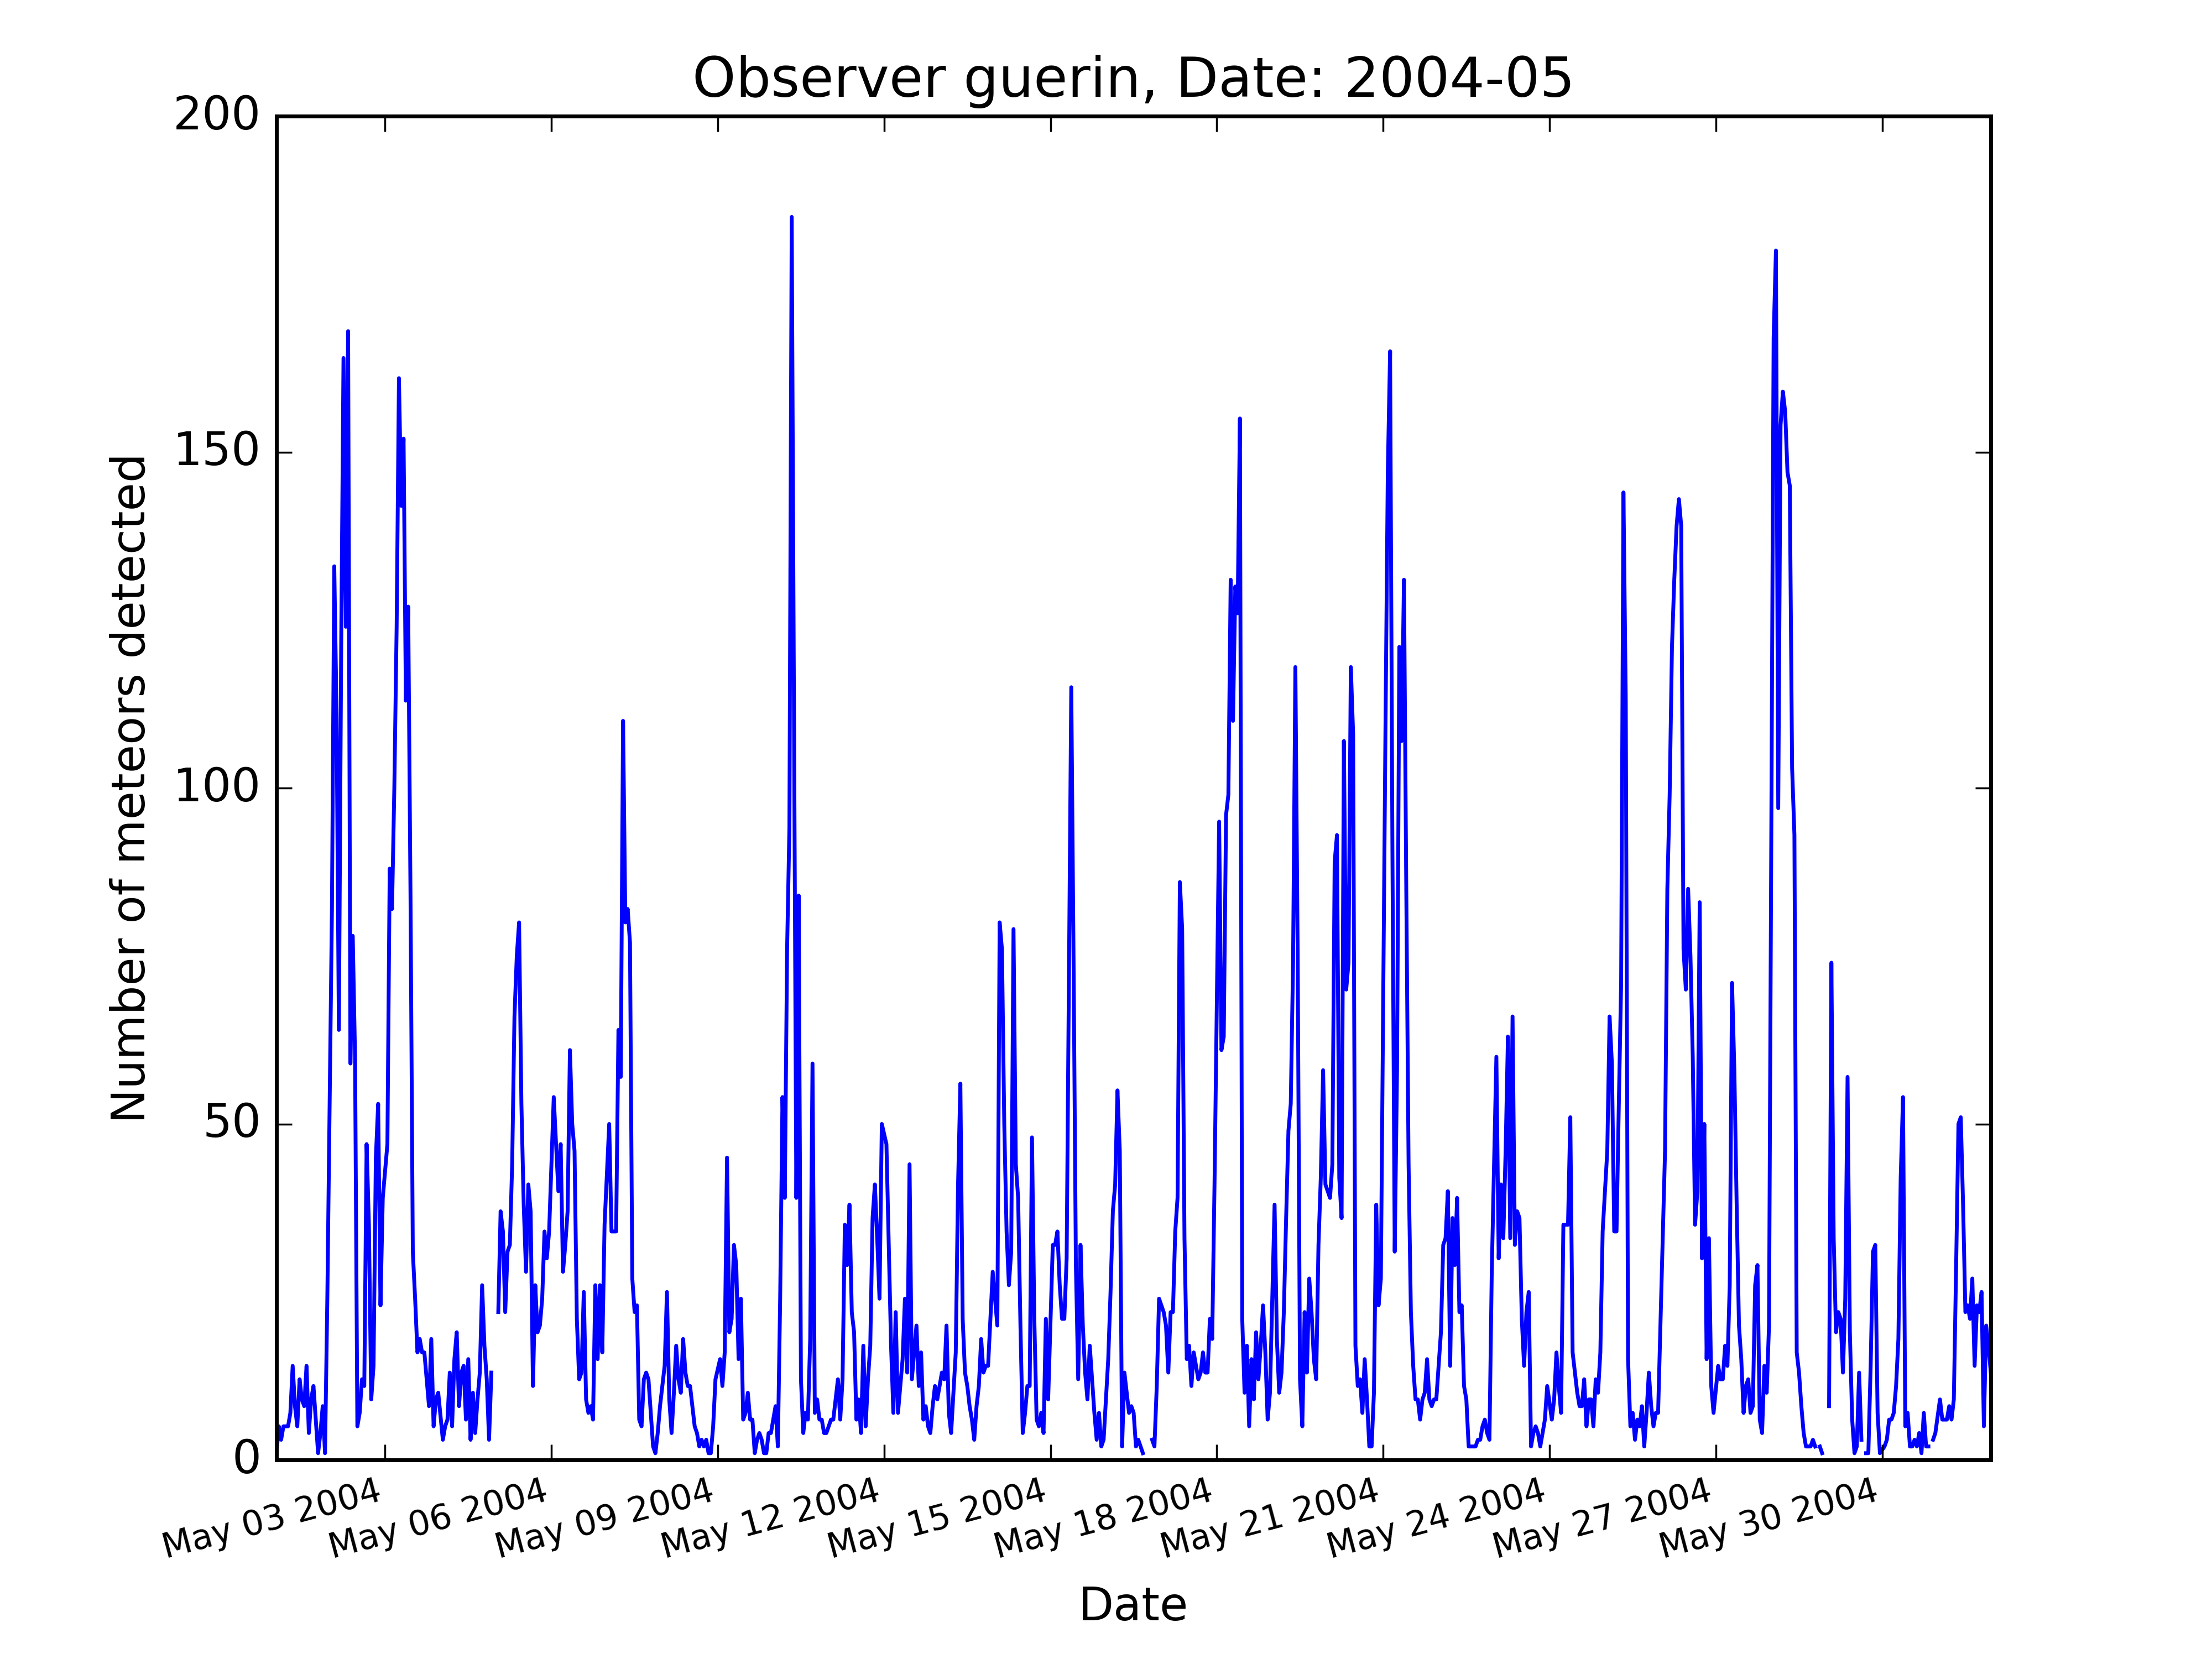 Observer guerin, Date: 2004-05
200
150
100
50
0
Number of meteors detected
May 03 2004
May 06 2004
May 09 2004
May 12 2004
May 15 2004
May 18 2004
May 21 2004
May 24 2004
May 27 2004
May 30 2004
Date